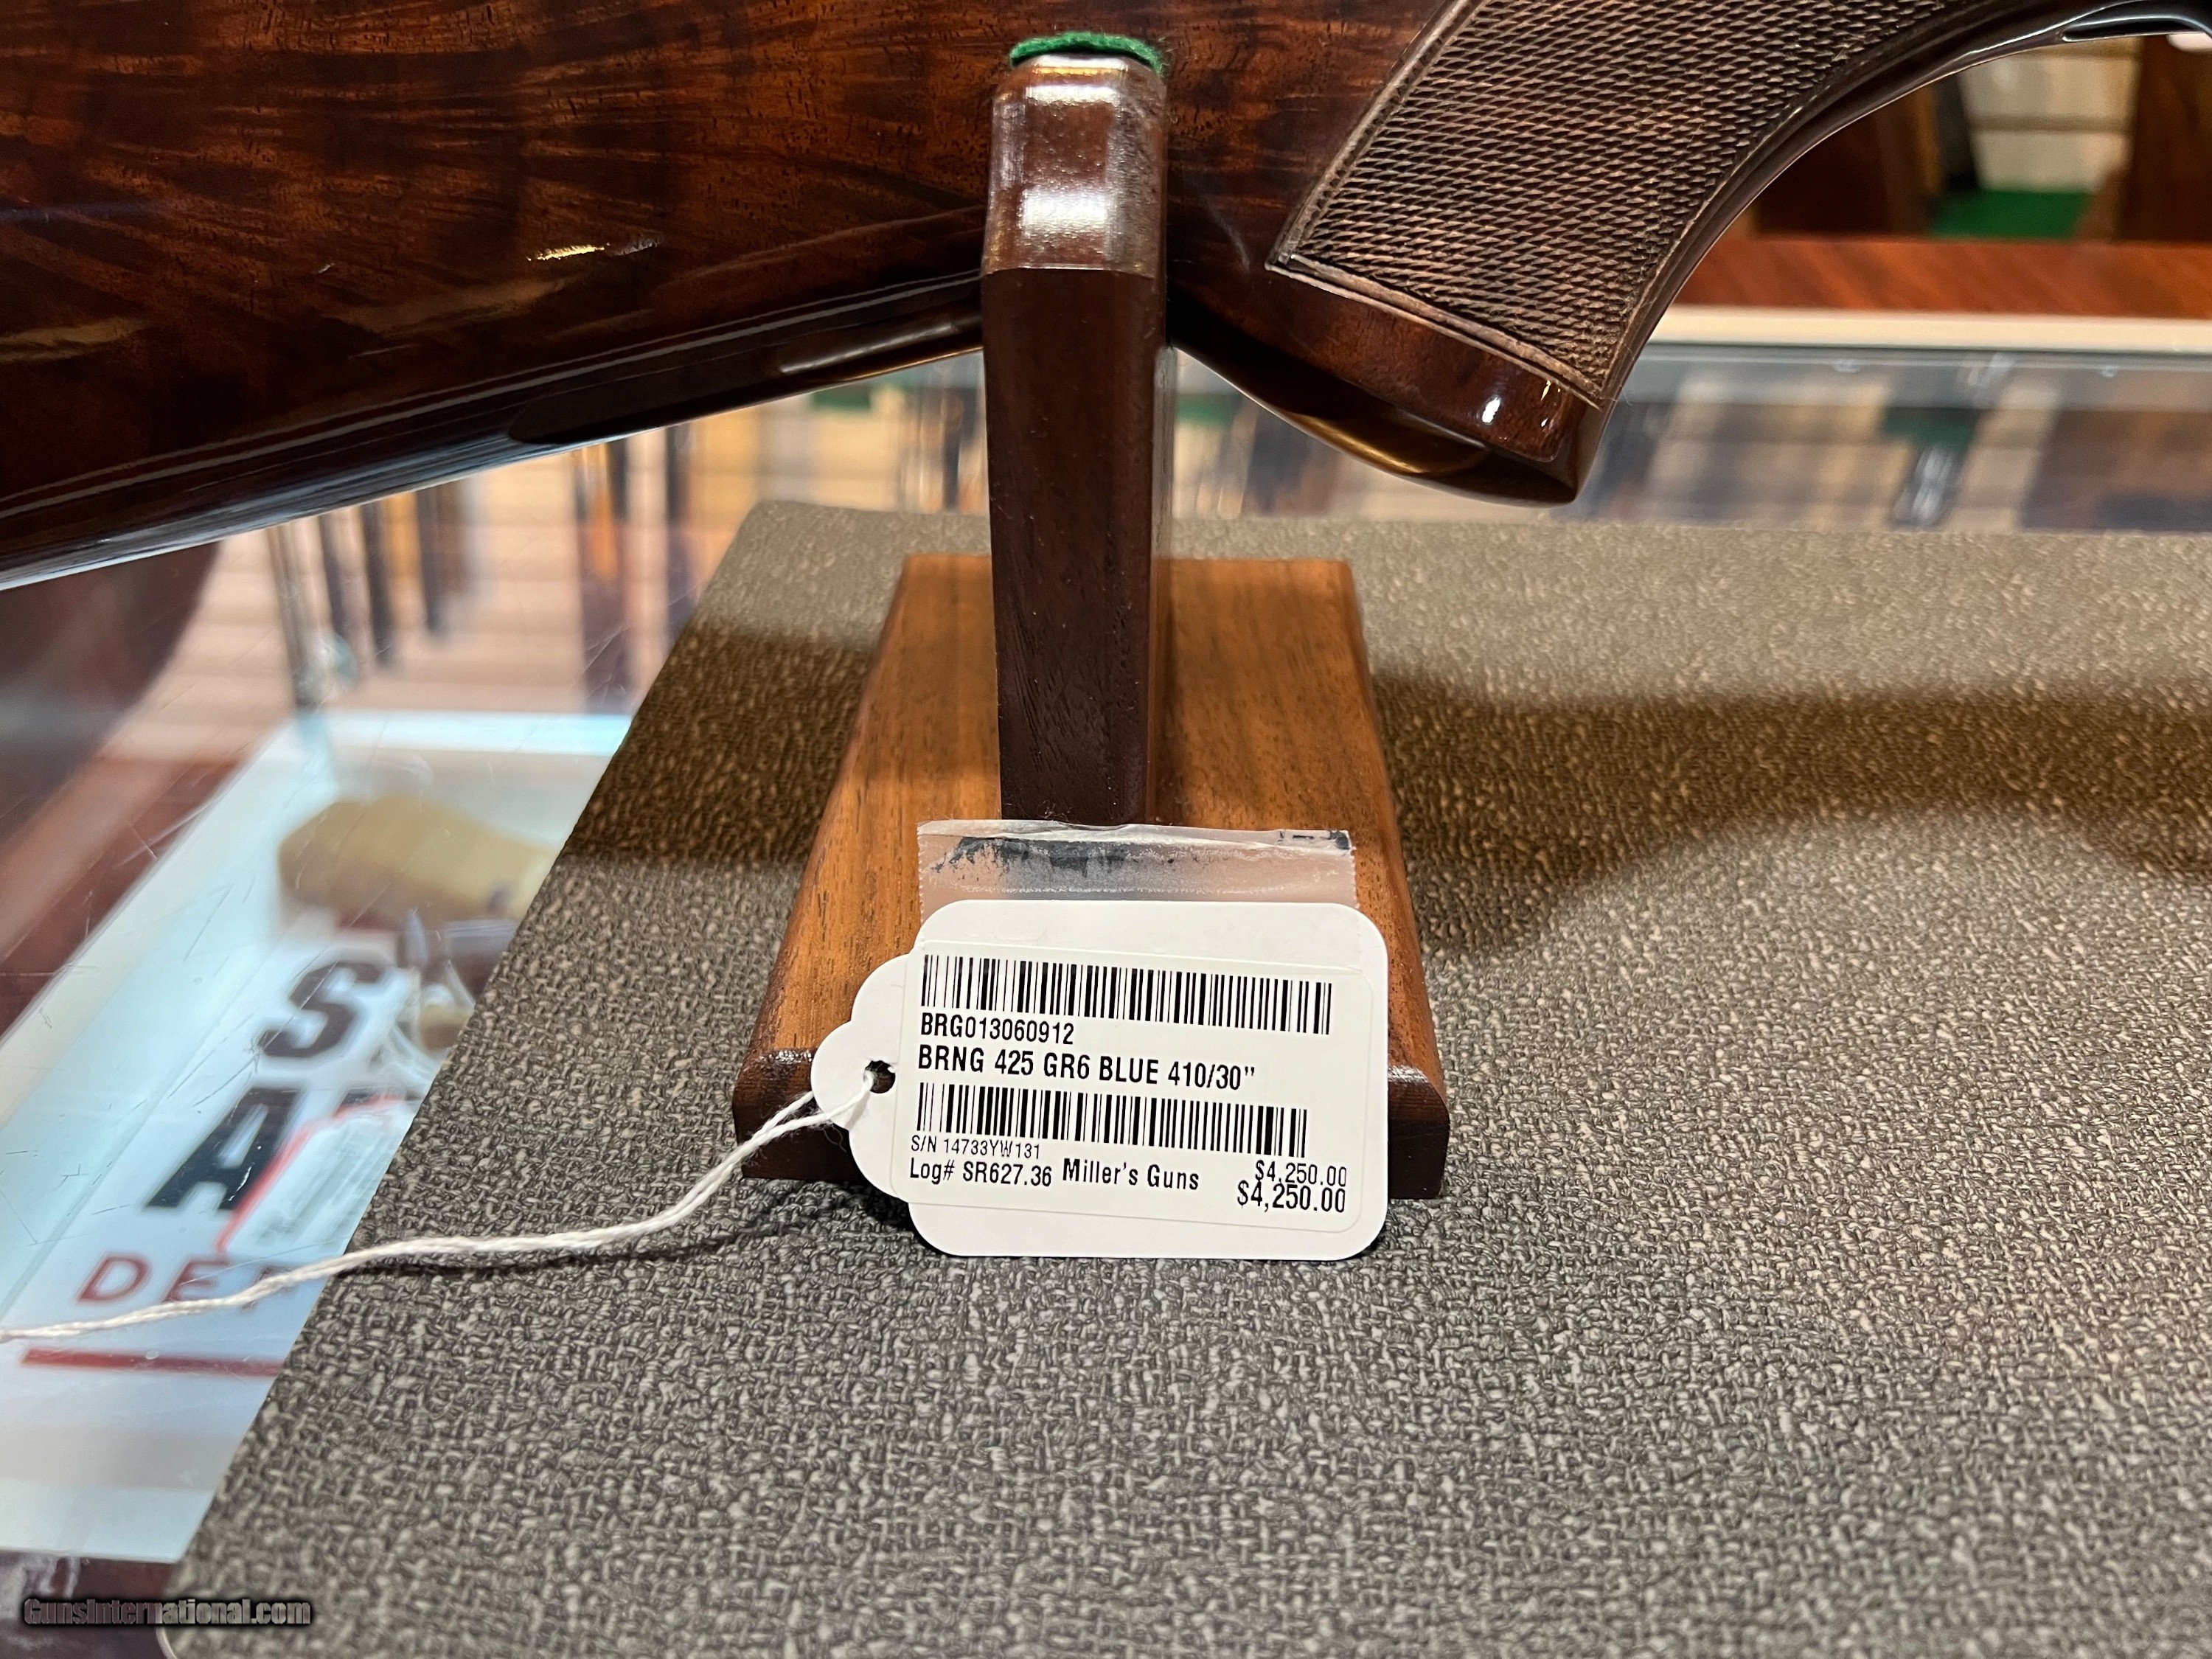 BRG013060912
BRNG 425 GR6 BLUE 410/30"
S/N 14733YW131
$4,250.00
Log# SR627.36 Miller's Guns
$4,250.00
GunsInternational.com